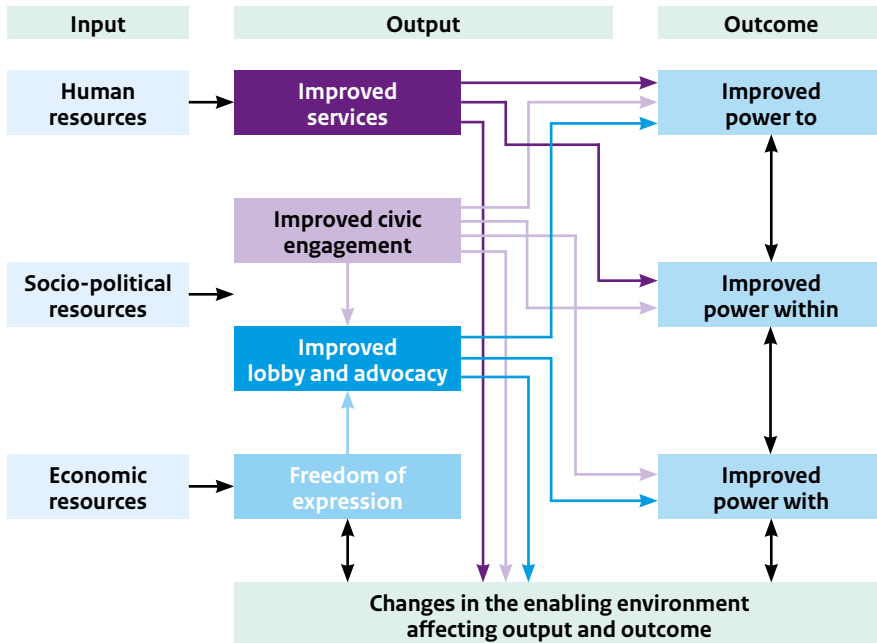 Input
Output
Outcome
Human
resources
Improved
services
Improved
power to
Improved civic
engagement
Socio-political
resources
Improved
power within
Improved
lobby and advocacy
Economic
resources
Freedom of
expression
Improved
power with
Changes in the enabling environment
affecting output and outcome